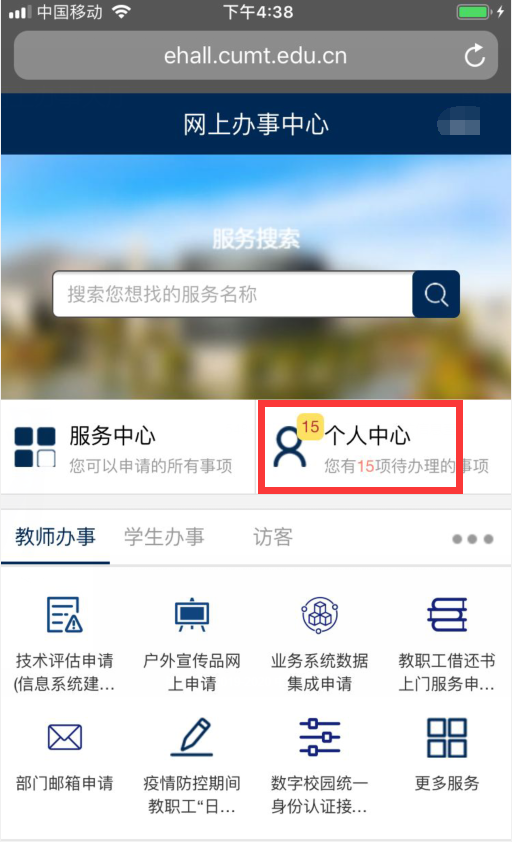 中国移动 下午4:38
ehall.cumt.edu.cn
网上办事中心
服务搜索
搜索您想找的服务名称
服务中心
您可以申请的所有事项
15
个人中心
您有15项待办理的事项
教师办事 学生办事 访客
技术评估申请
(信息系统建...
户外宣传品网
上申请
业务系统数据
集成申请
教职工借还书
上门服务申...
部门邮箱申请
疫情防控期间
教职工“日...
数字校园统一
身份认证接...
更多服务